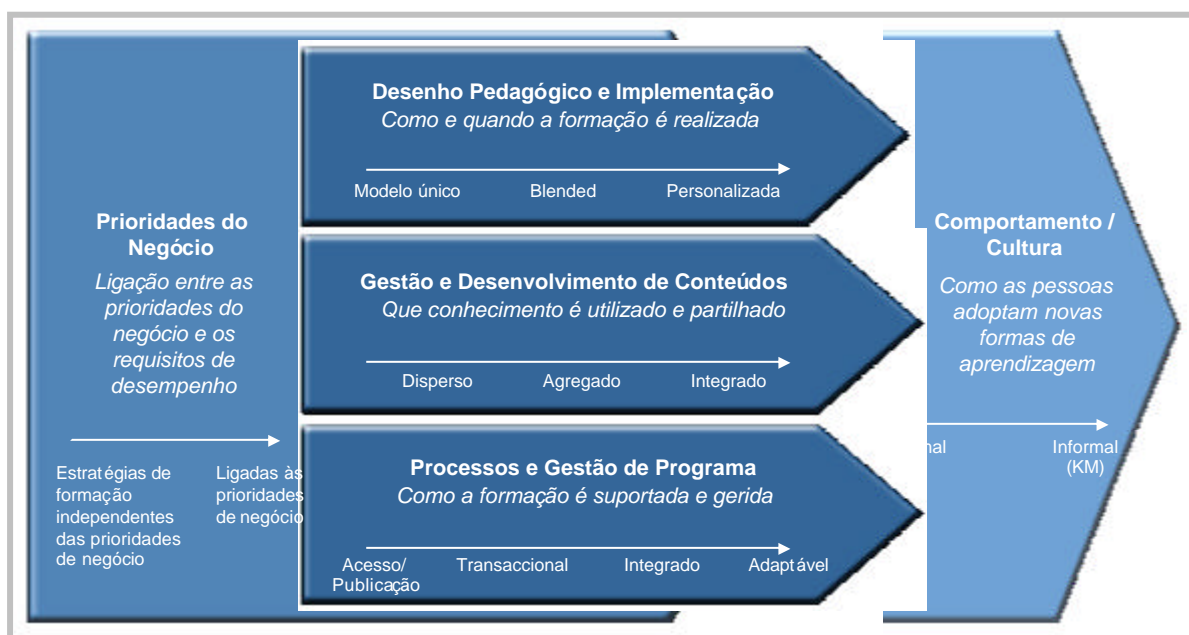 Prioridades do
Negócio
Ligação entre as
prioridades do
negócio e os
requisitos de
desempenho
Estratégias de
formação
independentes
das prioridades
de negócio
Ligadas às
prioridades
de negócio
Desenho Pedagógico e Implementação
Como e quando a formação é realizada
Modelo único Blended Personalizada
Gestão e Desenvolvimento de Conteúdos
Que conhecimento é utilizado e partilhado
Disperso Agregado Integrado
Processos e Gestão de Programa
Como a formação é suportada e gerida
Acesso/
Publicação
Transaccional Integrado Adaptável
Comportamento /
Cultura
Como as pessoas
adoptam novas
formas de
aprendizagem
Informal
(KM)